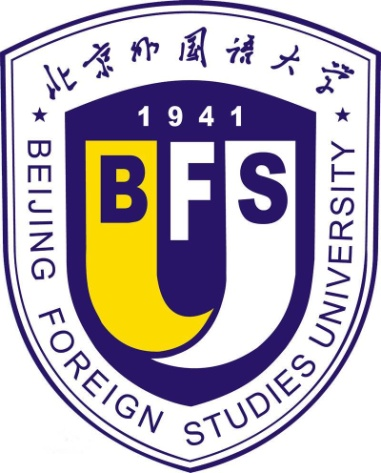 北京外国语大学
★ ★
1941
BFS
BEIJING FOREIGN STUDIES UNIVERSITY